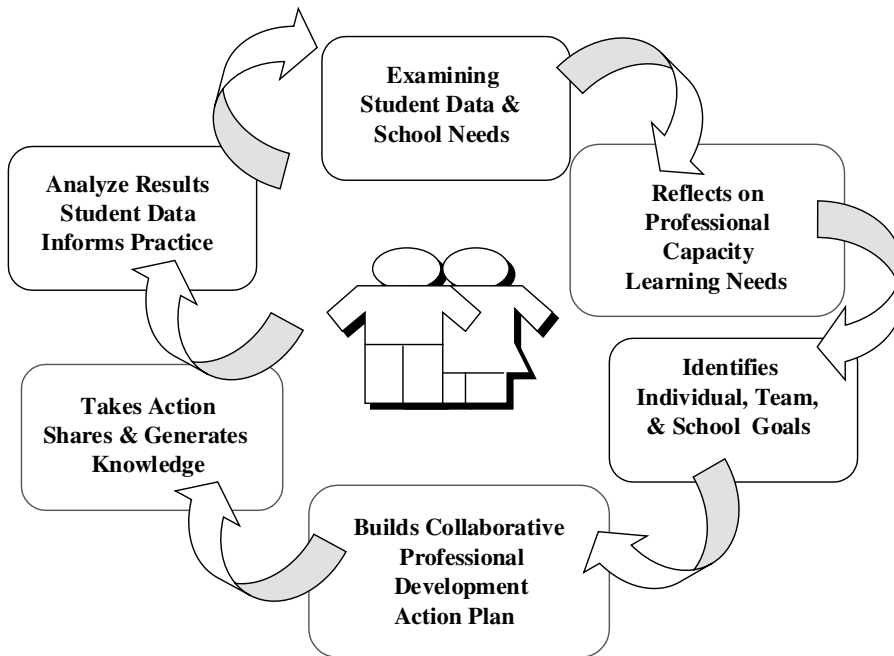 Examining
Student Data &
School Needs
Reflects on
Professional
Capacity
Learning Needs
Identifies
Individual, Team,
& School Goals
Builds Collaborative
Professional
Development
Action Plan
Takes Action
Shares & Generates
Knowledge
Analyze Results
Student Data
Informs Practice